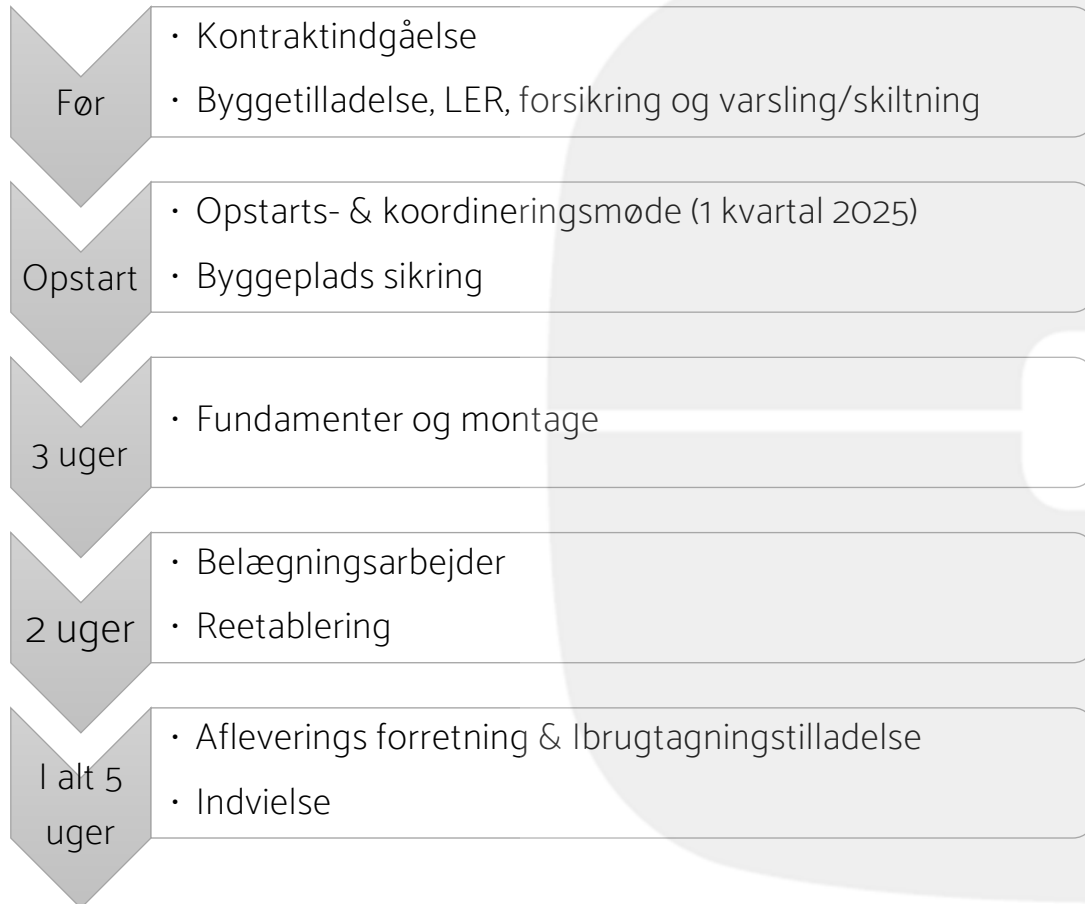 Før
· Kontraktindgåelse
· Byggetilladelse, LER, forsikring og varsling/skiltning
Opstart
· Opstarts- & koordineringsmøde (1 kvartal 2025)
· Byggeplads sikring
3 uger
· Fundamenter og montage
2 uger
· Belægningsarbejder
· Reetablering
I alt 5
uger
· Afleverings forretning & Ibrugtagningstilladelse
· Indvielse